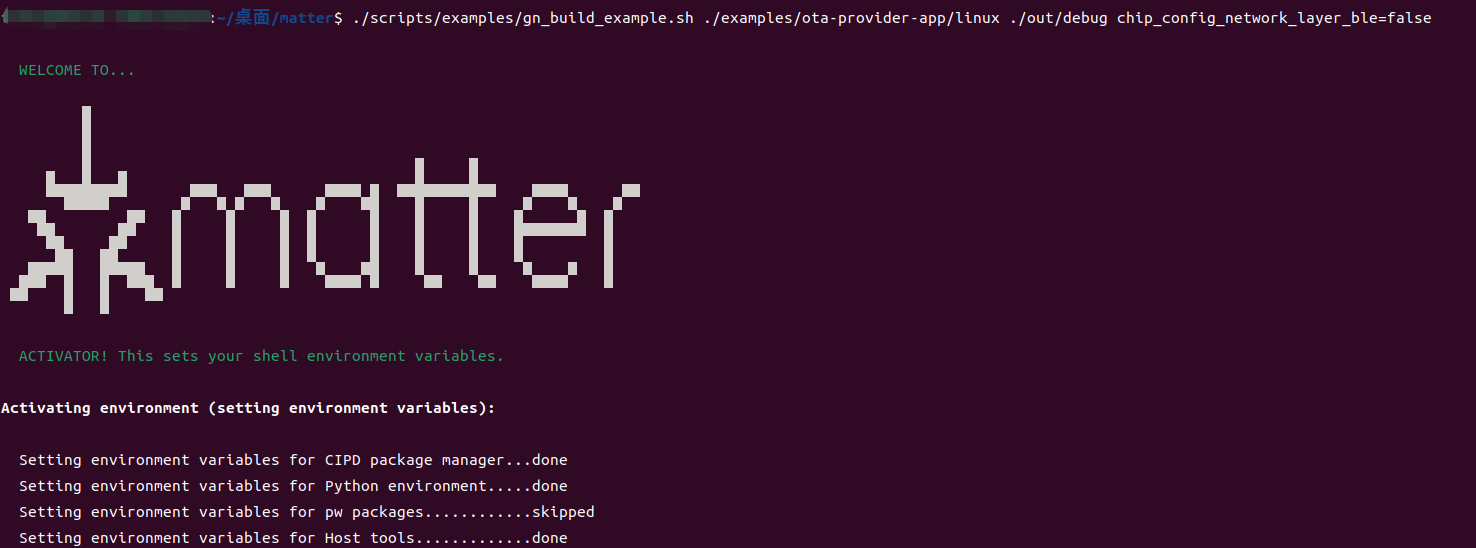 :~/桌面/matter$ ./scripts/examples/gn_build_example.sh ./examples/ota-provider-app/linux ./out/debug chip_config_network_layer_ble=false
WELCOME TO...
matter
ACTIVATOR! This sets your shell environment variables.
Activating environment (setting environment variables):
Setting environment variables for CIPD package manager...done
Setting environment variables for Python environment.....done
Setting environment variables for pw packages............skipped
Setting environment variables for Host tools.............done